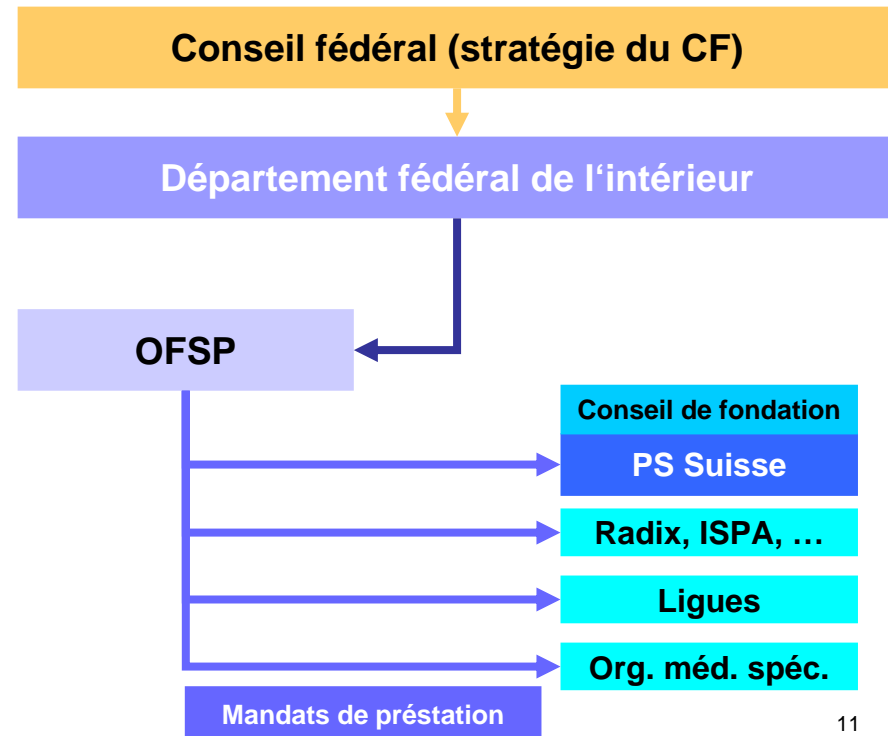 Conseil fédéral (stratégie du CF)
Département fédéral de l‘intérieur
OFSP
Conseil de fondation
PS Suisse
Radix, ISPA, …
Ligues
Org. méd. spéc.
Mandats de préstation
11